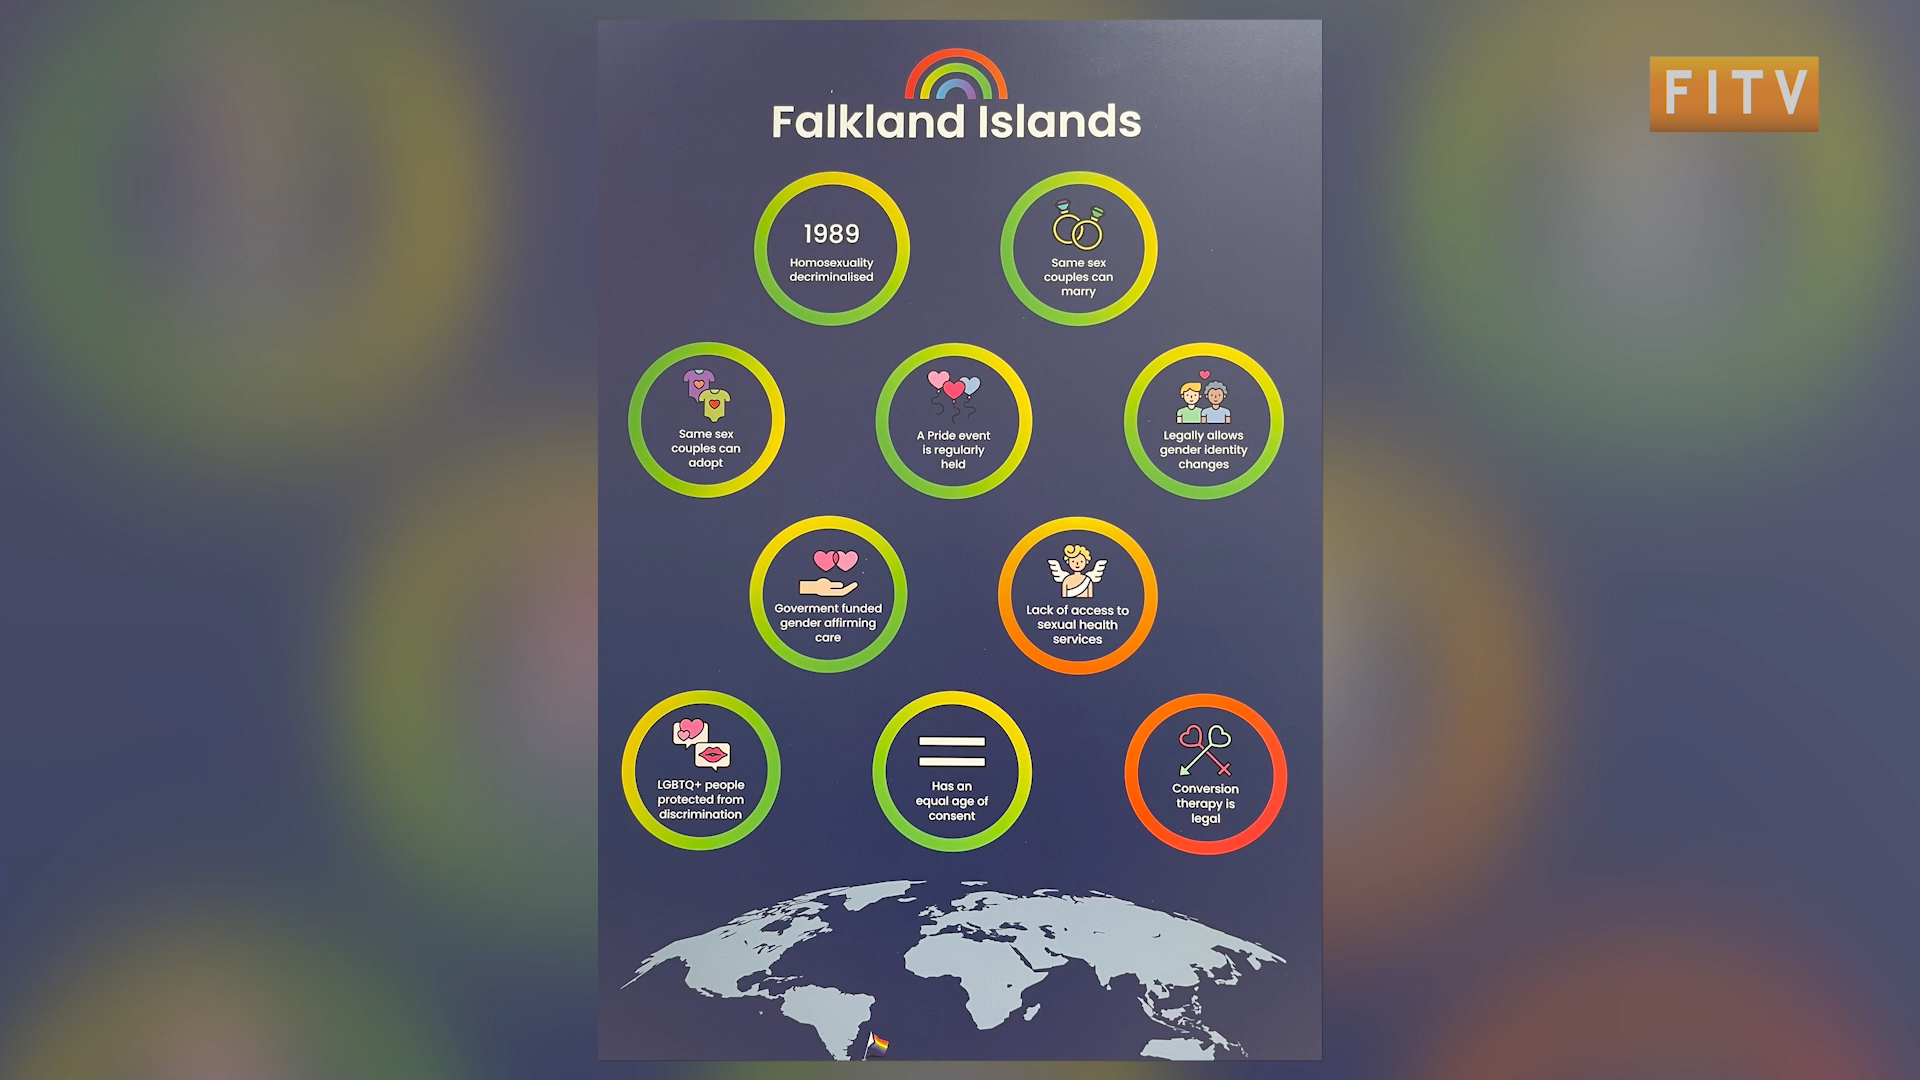 FITV
Falkland Islands
1989
Homosexuality
decriminalised
Same sex
couples can
marry
Same sex
couples can
adopt
A Pride event
is regularly
held
Legally allows
gender identity
changes
Goverment funded
gender affirming
care
Lack of access to
sexual health
services
LGBTQ+ people
protected from
discrimination
Has an
equal age of
consent
Conversion
therapy is
legal